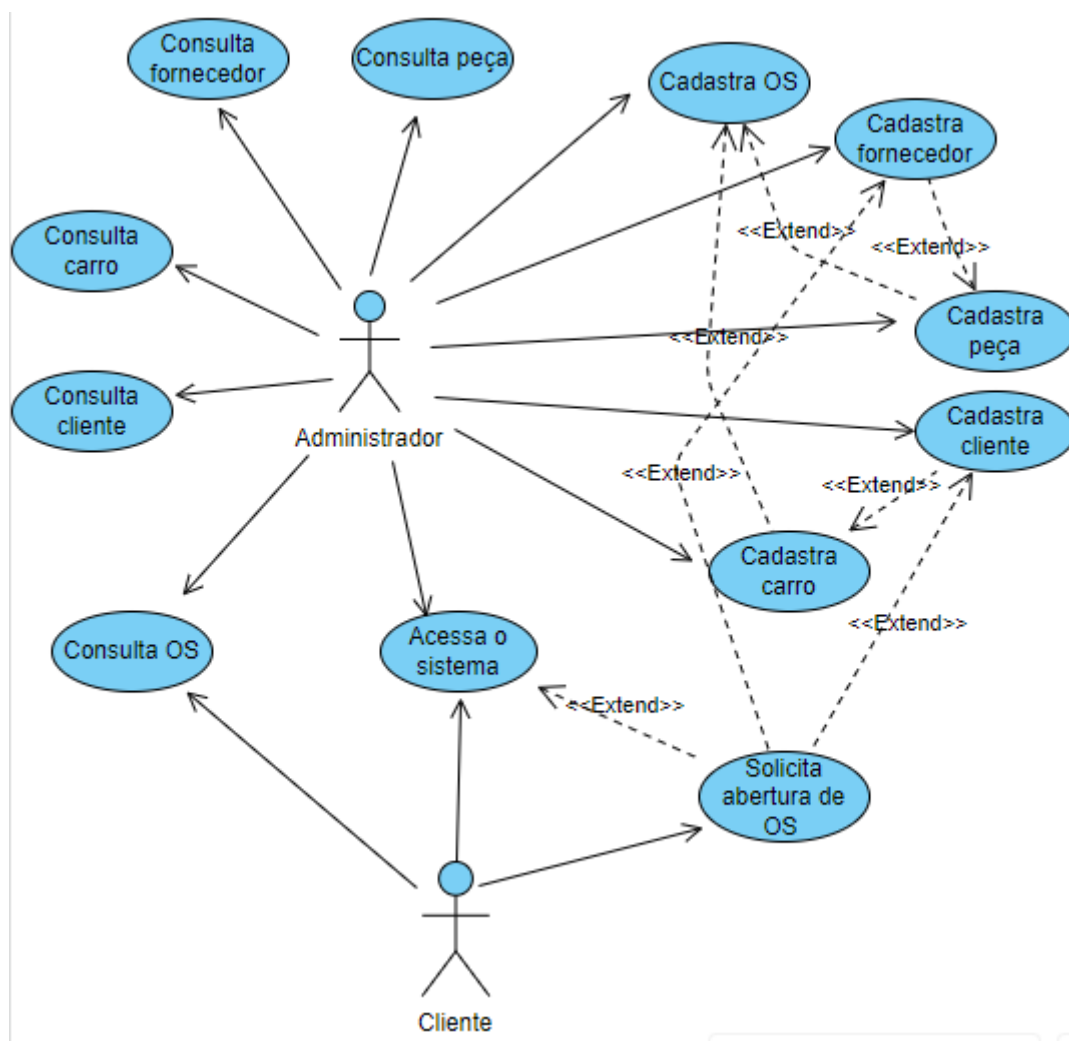 Consulta
fornecedor
Consulta peça
Cadastra OS
Cadastra
fornecedor
<<Extend>>
<<Extend>>
Consulta
carro
Cadastra
peça
<<Extend>>
Consulta
cliente
Administrador
Cadastra
cliente
<<Extend>>
<<Extend>>
Cadastra
carro
Consulta OS
Acessa o
sistema
<<Extend>>
<<Extend>>
Solicita
abertura de
OS
Cliente